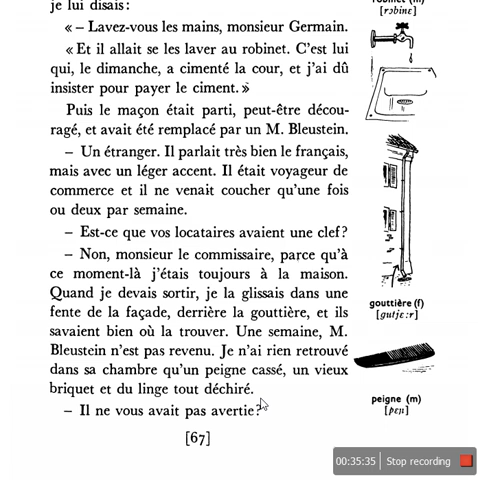 je lui disais:
« – Lavez-vous les mains, monsieur Germain.
« Et il allait se les laver au robinet. C'est lui
qui, le dimanche, a cimenté la cour, et j'ai dû
insister pour payer le ciment. »
Puis le maçon était parti, peut-être décou-
ragé, et avait été remplacé par un M. Bleustein.
– Un étranger. Il parlait très bien le français,
mais avec un léger accent. Il était voyageur de
commerce et il ne venait coucher qu'une fois
ou deux par semaine.
– Est-ce que vos locataires avaient une clef?
– Non, monsieur le commissaire, parce qu'à
ce moment-là j'étais toujours à la maison.
Quand je devais sortir, je la glissais dans une
fente de la façade, derrière la gouttière, et ils
savaient bien où la trouver. Une semaine, M.
Bleustein n'est pas revenu. Je n'ai rien retrouvé
dans sa chambre qu'un peigne cassé, un vieux
briquet et du linge tout déchiré.
– Il ne vous avait pas avertie?
[67]
robinet (m)
[rɔbinɛ]
gouttière (f)
[gutjɛ:r]
peigne (m)
[pɛɲ]
00:35:35 Stop recording